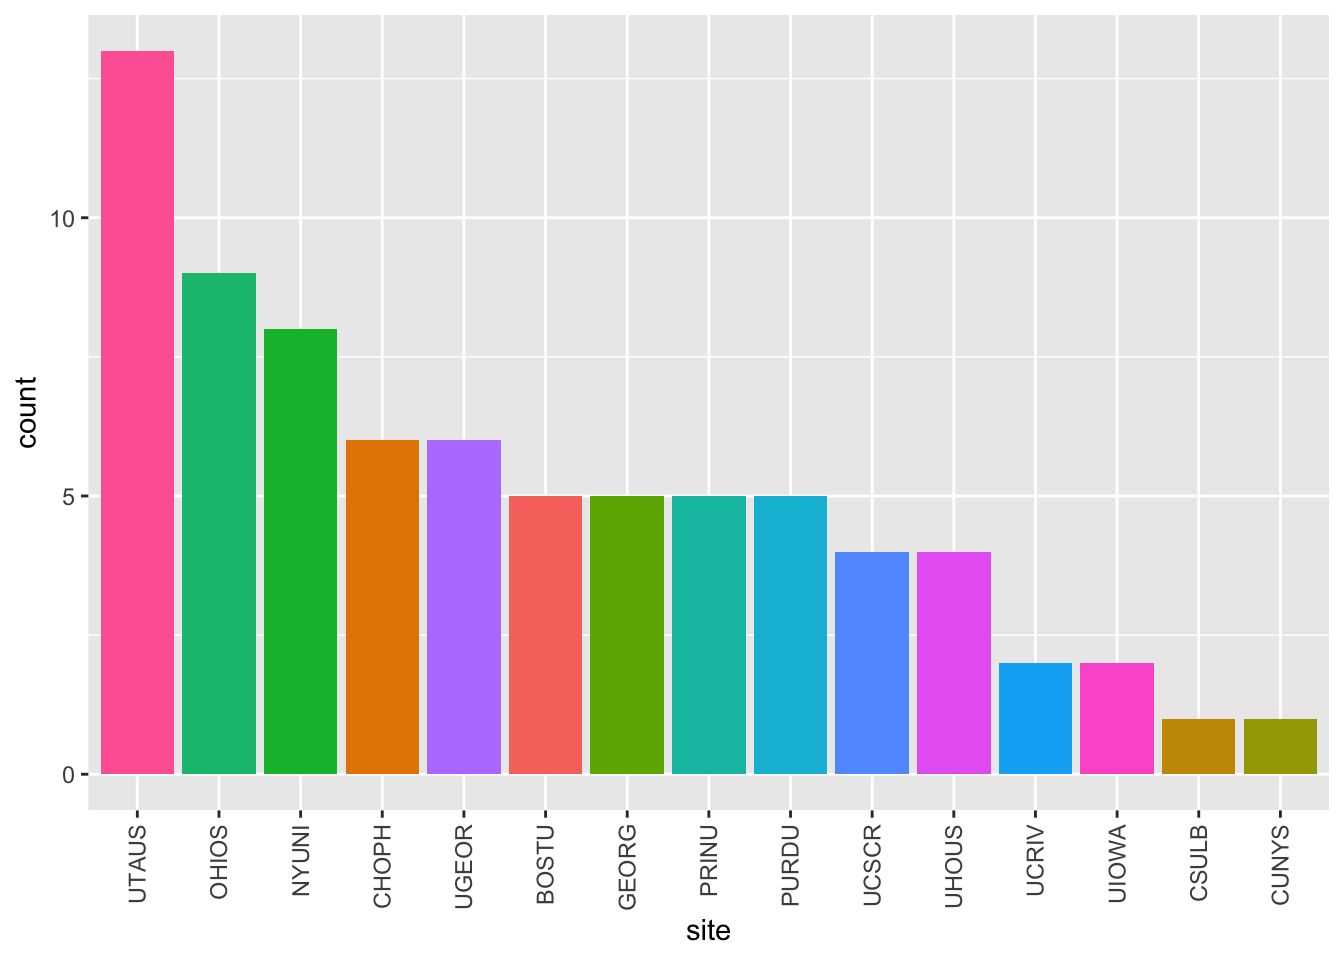 count
10
5
0
UTAUS
OHIOS
NYUNI
CHOPH
UGEOR
BOSTU
GEORG
PRINU
PURDU
UCSCR
UHOUS
UCRIV
UIOWA
CSULB
CUNYS
site